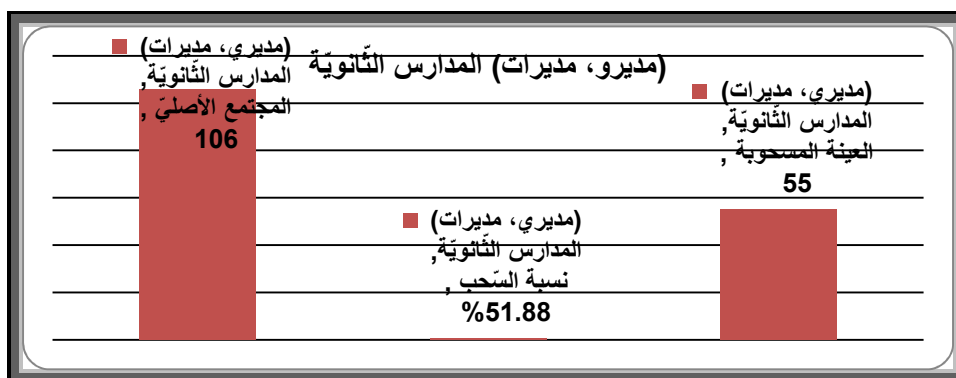 (مديرو، مديرات) المدارس الثّانويّة
(مديري، مديرات)
المدارس الثّانويّة,
المجتمع الأصليّ ,
106
(مديري، مديرات)
المدارس الثّانويّة,
نسبة السّحب ,
%51.88
(مديري، مديرات)
المدارس الثّانويّة,
العينة المسحوبة ,
55